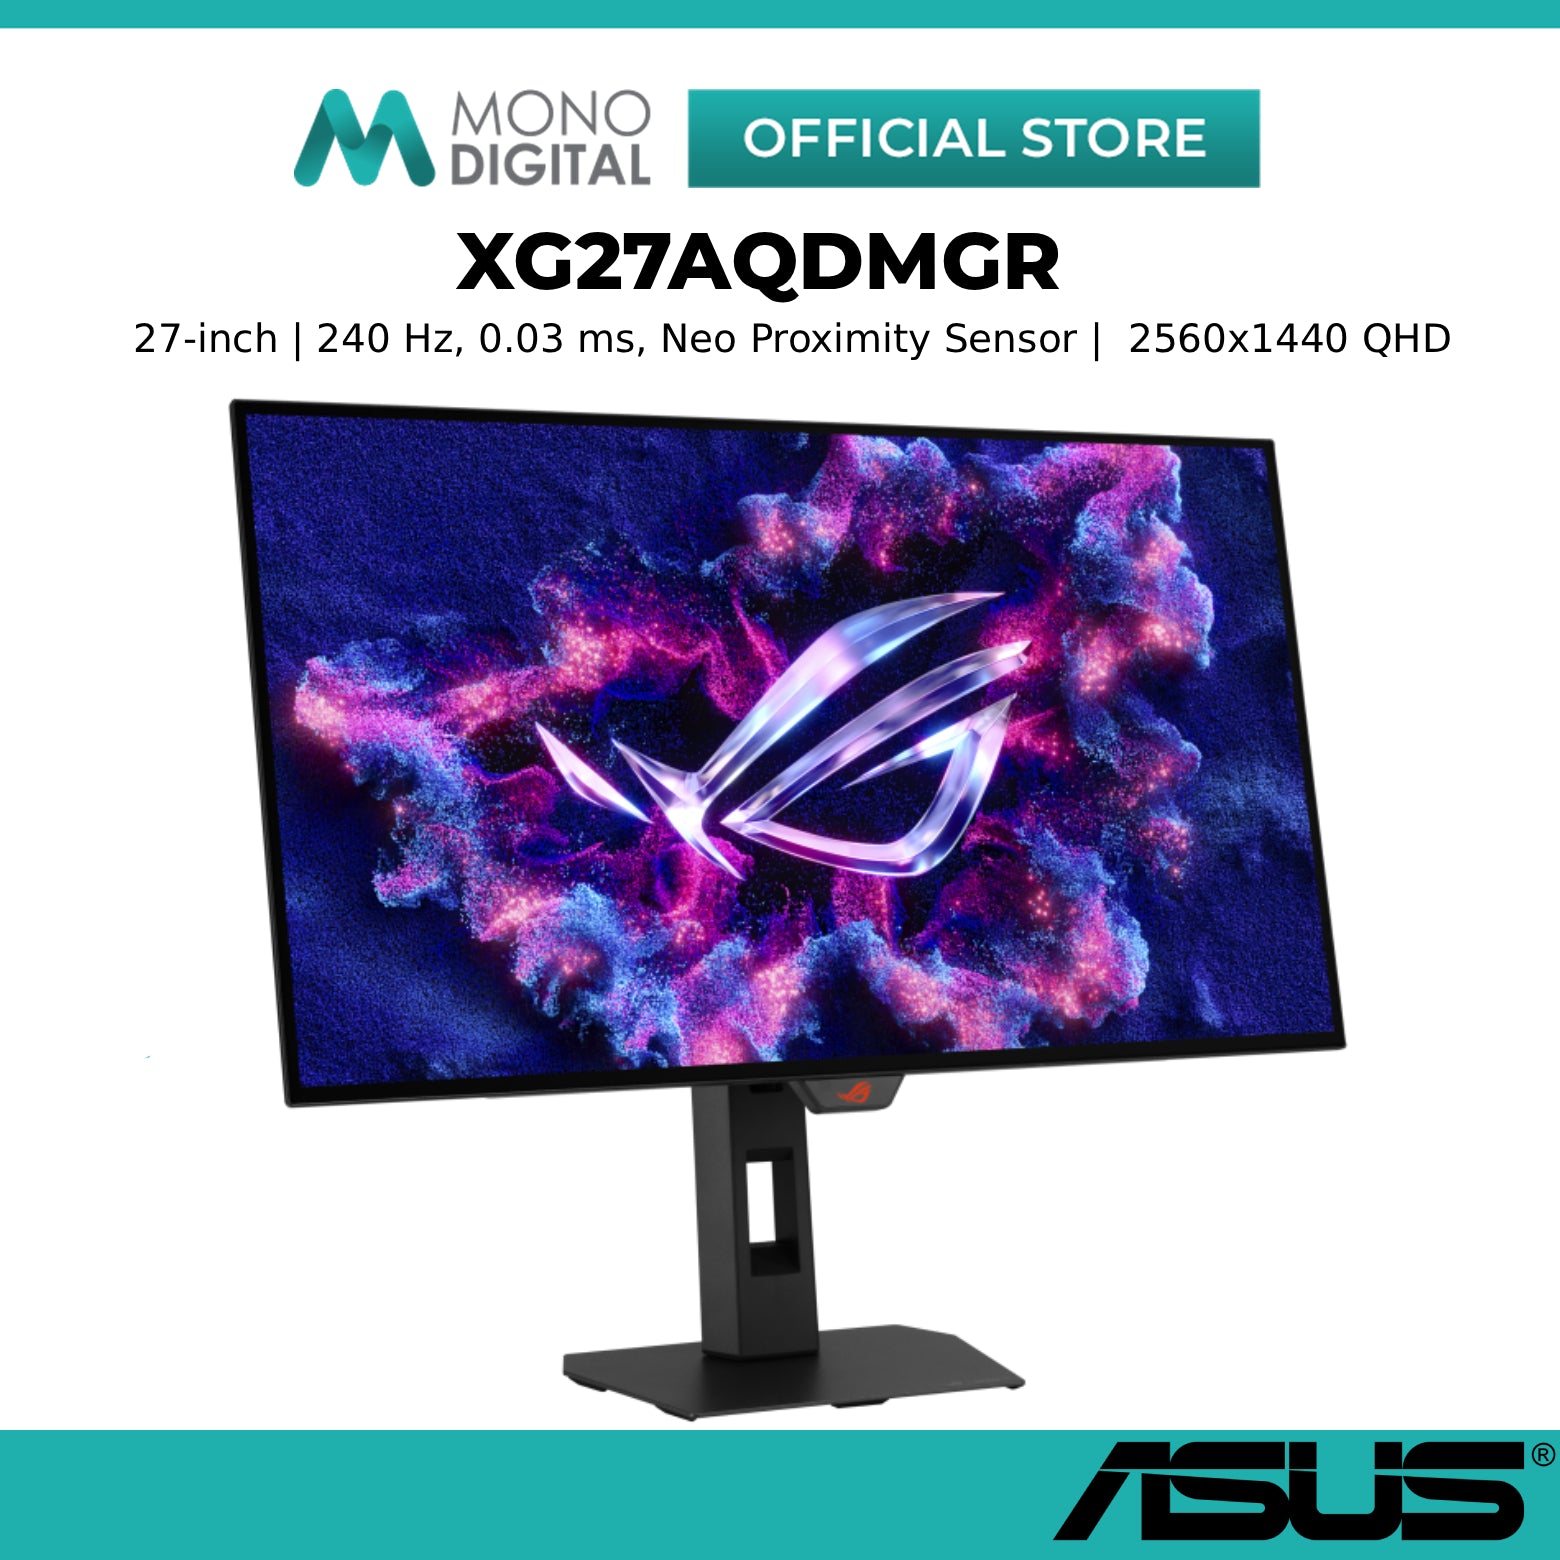 MONO
DIGITAL
OFFICIAL STORE
XG27AQDMGR
27-inch | 240 Hz, 0.03 ms, Neo Proximity Sensor | 2560x1440 QHD
ASUS®